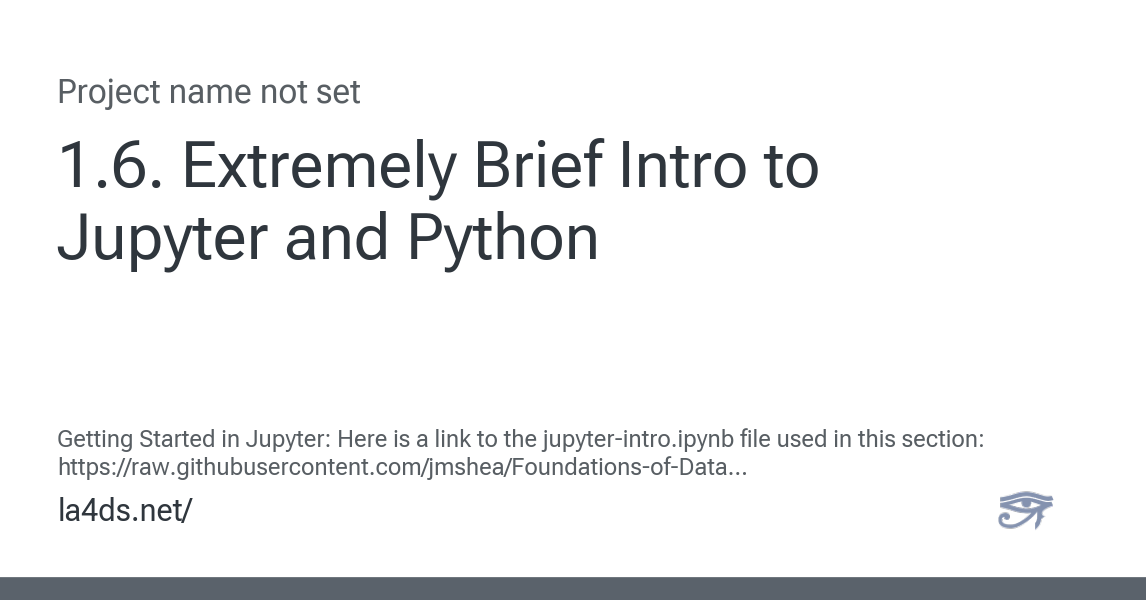 Project name not set
1.6. Extremely Brief Intro to
Jupyter and Python
Getting Started in Jupyter: Here is a link to the jupyter-intro.ipynb file used in this section:
https://raw.githubusercontent.com/jmshea/Foundations-of-Data...
la4ds.net/